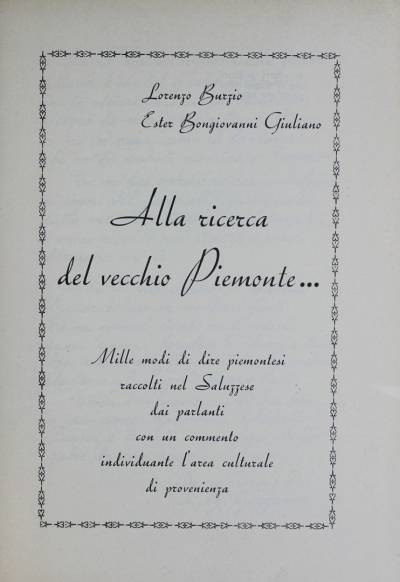 Lorenzo Burzio
Ester Bongiovanni Giuliano
Alla ricerca
del vecchio Piemonte...
Mille modi di dire piemontesi
raccolti nel Saluzzese
dai parlanti
con un commento
individuante l'area culturale
di provenienza